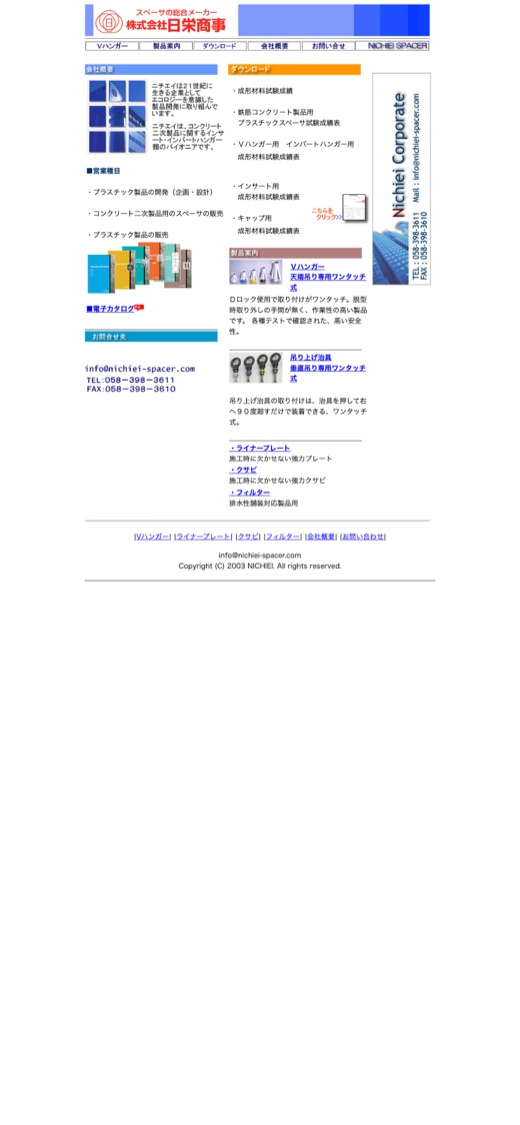 スペーサの総合メーカー
株式会社日栄商事
Vハンガー 製品案内 ダウンロード 会社概要 お問い合せ NICHIEI SPACER
会社概要
ニチエイは21世紀に
生きる企業として
エコロジーを意識した
製品開発に取り組んで
います。
ニチエイは、コンクリート
二次製品に関するインサ
ート・インバートハンガー
類のパイオニアです。
■営業種目
・プラスチック製品の開発（企画・設計）
・コンクリート二次製品用のスペーサの販売
・プラスチック製品の販売
■電子カタログ
お問合せ先
info@nichiei-spacer.com
TEL:058-398-3611
FAX:058-398-3610
ダウンロード
・成形材料試験成績
・鉄筋コンクリート製品用
プラスチックスペーサ試験成績表
・Ｖハンガー用　インバートハンガー用
成形材料試験成績表
・インサート用
成形材料試験成績表
こちらを
クリック>>
・キャップ用
成形材料試験成績表
製品案内
Ｖハンガー
天端吊り専用ワンタッチ
式
Ｄロック使用で取り付けがワンタッチ。脱型
時取り外しの手間が無く、作業性の高い製品
です。 各種テストで確認された、高い安全
性。
吊り上げ治具
垂直吊り専用ワンタッチ
式
吊り上げ治具の取り付けは、治具を押して右
へ９０度廻すだけで装着できる、ワンタッチ
式。
・ライナープレート
施工時に欠かせない強力プレート
・クサビ
施工時に欠かせない強力クサビ
・フィルター
排水性舗装対応製品用
Nichiei Corporate
TEL : 058-398-3611 Mail : info@nichiei-spacer.com
FAX : 058-398-3610
|Vハンガー| |ライナープレート| |クサビ| |フィルター| |会社概要| |お問い合わせ|
info@nichiei-spacer.com
Copyright (C) 2003 NICHIEI. All rights reserved.